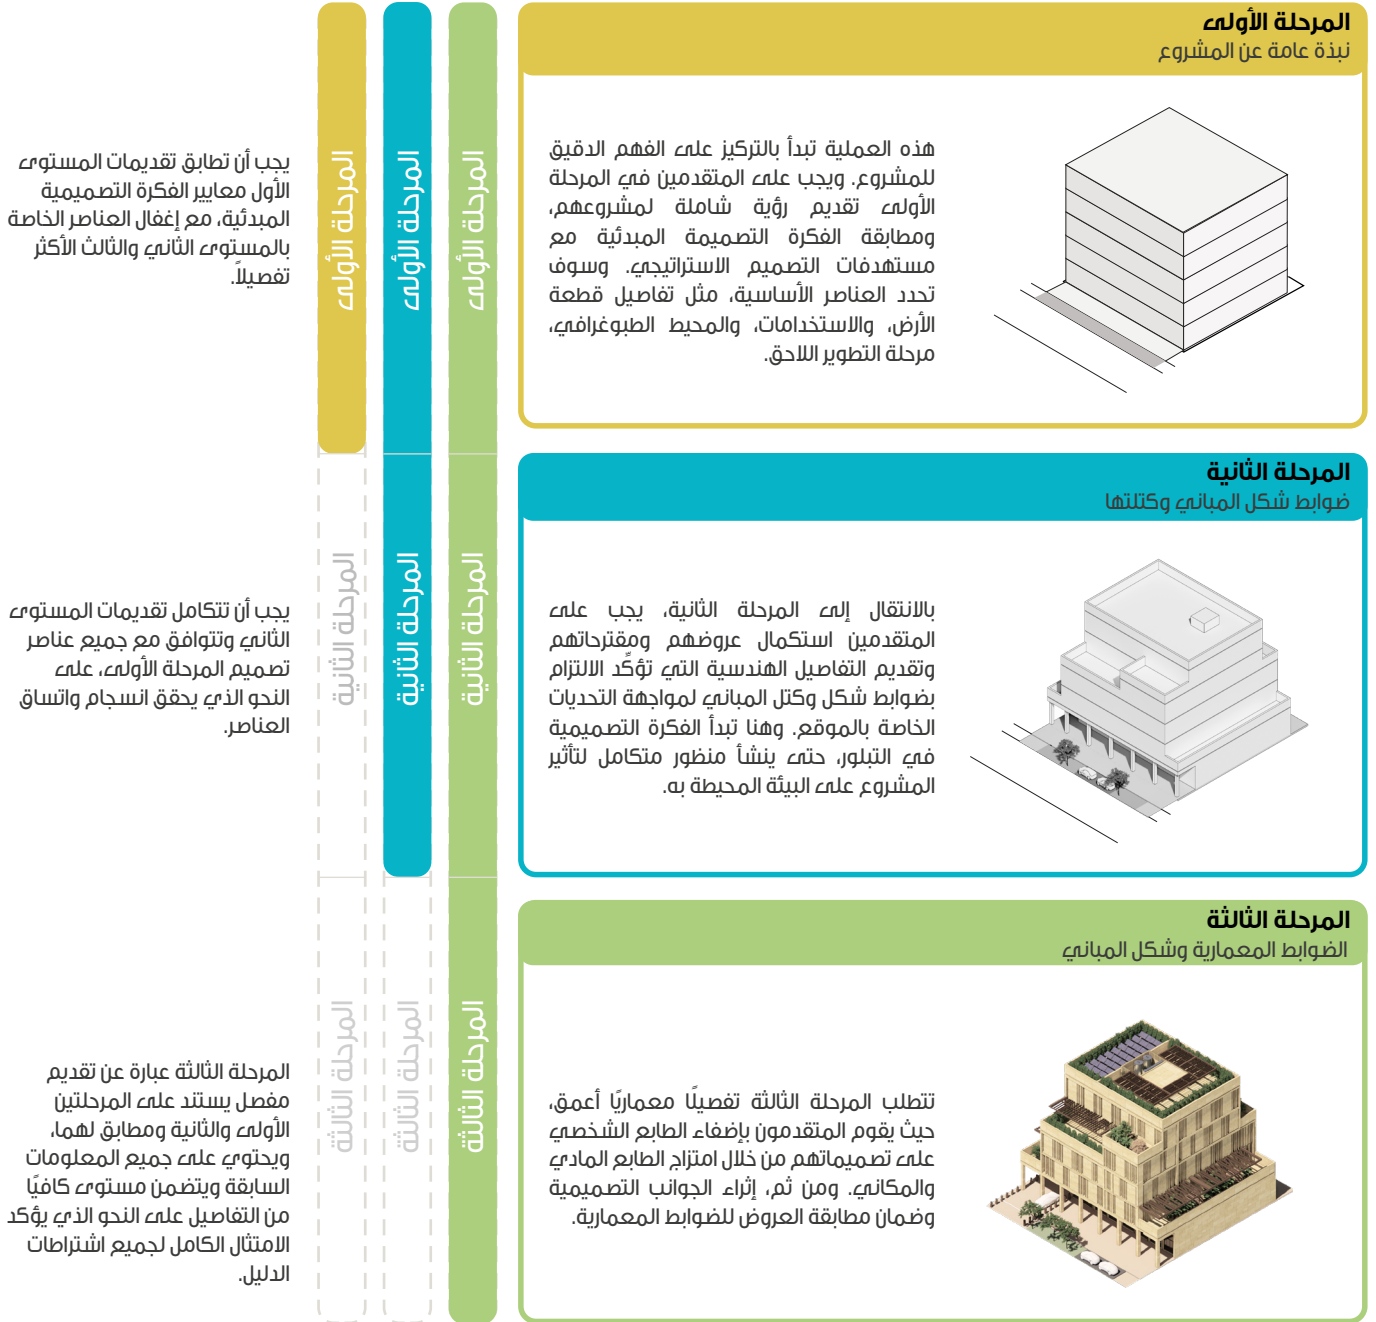 المرحلة الأولى
نبذة عامة عن المشروع
هذه العملية تبدأ بالتركيز على الفهم الدقيق
للمشروع. ويجب على المتقدمين في المرحلة
الأولى تقديم رؤية شاملة لمشروعهم،
ومطابقة الفكرة التصميمة المبدئية مع
مستهدفات التصميم الاستراتيجي. وسوف
تحدد العناصر الأساسية، مثل تفاصيل قطعة
الأرض، والاستخدامات، والمحيط الطبوغرافي،
مرحلة التطوير اللاحق.
المرحلة الأولى
المرحلة الأولى
المرحلة الأولى
يجب أن تطابق تقديمات المستوى
الأول معايير الفكرة التصميمية
المبدئية، مع إغفال العناصر الخاصة
بالمستوى الثاني والثالث الأكثر
تفصيلاً.
المرحلة الثانية
ضوابط شكل المباني وكتلتها
بالانتقال إلى المرحلة الثانية، يجب على
المتقدمين استكمال عروضهم ومقترحاتهم
وتقديم التفاصيل الهندسية التي تؤكّد الالتزام
بضوابط شكل وكتل المباني لمواجهة التحديات
الخاصة بالموقع. وهنا تبدأ الفكرة التصميمية
في التبلور، حتى ينشأ منظور متكامل لتأثير
المشروع على البيئة المحيطة به.
المرحلة الثانية
المرحلة الثانية
المرحلة الثانية
يجب أن تتكامل تقديمات المستوى
الثاني وتتوافق مع جميع عناصر
تصميم المرحلة الأولى، على
النحو الذي يحقق انسجام واتساق
العناصر.
المرحلة الثالثة
الضوابط المعمارية وشكل المباني
تتطلب المرحلة الثالثة تفصيلًا معماريًا أعمق،
حيث يقوم المتقدمون بإضفاء الطابع الشخصي
على تصميماتهم من خلال امتزاج الطابع المادي
والمكاني. ومن ثم، إثراء الجوانب التصميمية
وضمان مطابقة العروض للضوابط المعمارية.
المرحلة الثالثة
المرحلة الثالثة
المرحلة الثالثة
المرحلة الثالثة عبارة عن تقديم
مفصل يستند على المرحلتين
الأولى والثانية ومطابق لهما،
ويحتوي على جميع المعلومات
السابقة ويتضمن مستوى كافيًا
من التفاصيل على النحو الذي يؤكد
الامتثال الكامل لجميع اشتراطات
الدليل.